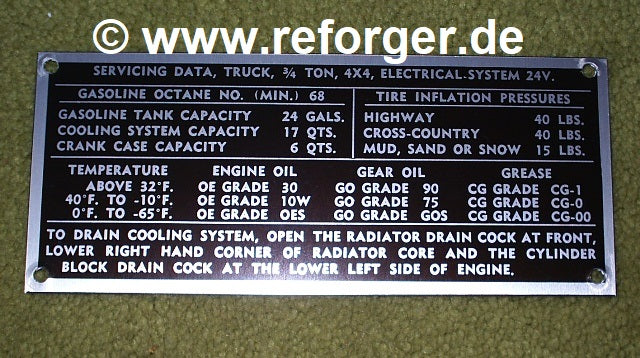 © www.reforger.de
SERVICING DATA, TRUCK, ¾ TON, 4X4, ELECTRICAL.SYSTEM 24V.
GASOLINE OCTANE NO. (MIN.) 68
GASOLINE TANK CAPACITY 24 GALS.
COOLING SYSTEM CAPACITY 17 QTS.
CRANK CASE CAPACITY 6 QTS.
TIRE INFLATION PRESSURES
HIGHWAY 40 LBS.
CROSS-COUNTRY 40 LBS.
MUD, SAND OR SNOW 15 LBS.
TEMPERATURE ENGINE OIL GEAR OIL GREASE
ABOVE 32°F. OE GRADE 30 GO GRADE 90 CG GRADE CG-1
40°F. TO -10°F. OE GRADE 10W GO GRADE 75 CG GRADE CG-0
0°F. TO -65°F. OE GRADE OES GO GRADE GOS CG GRADE CG-00
TO DRAIN COOLING SYSTEM, OPEN THE RADIATOR DRAIN COCK AT FRONT,
LOWER RIGHT HAND CORNER OF RADIATOR CORE AND THE CYLINDER
BLOCK DRAIN COCK AT THE LOWER LEFT SIDE OF ENGINE.